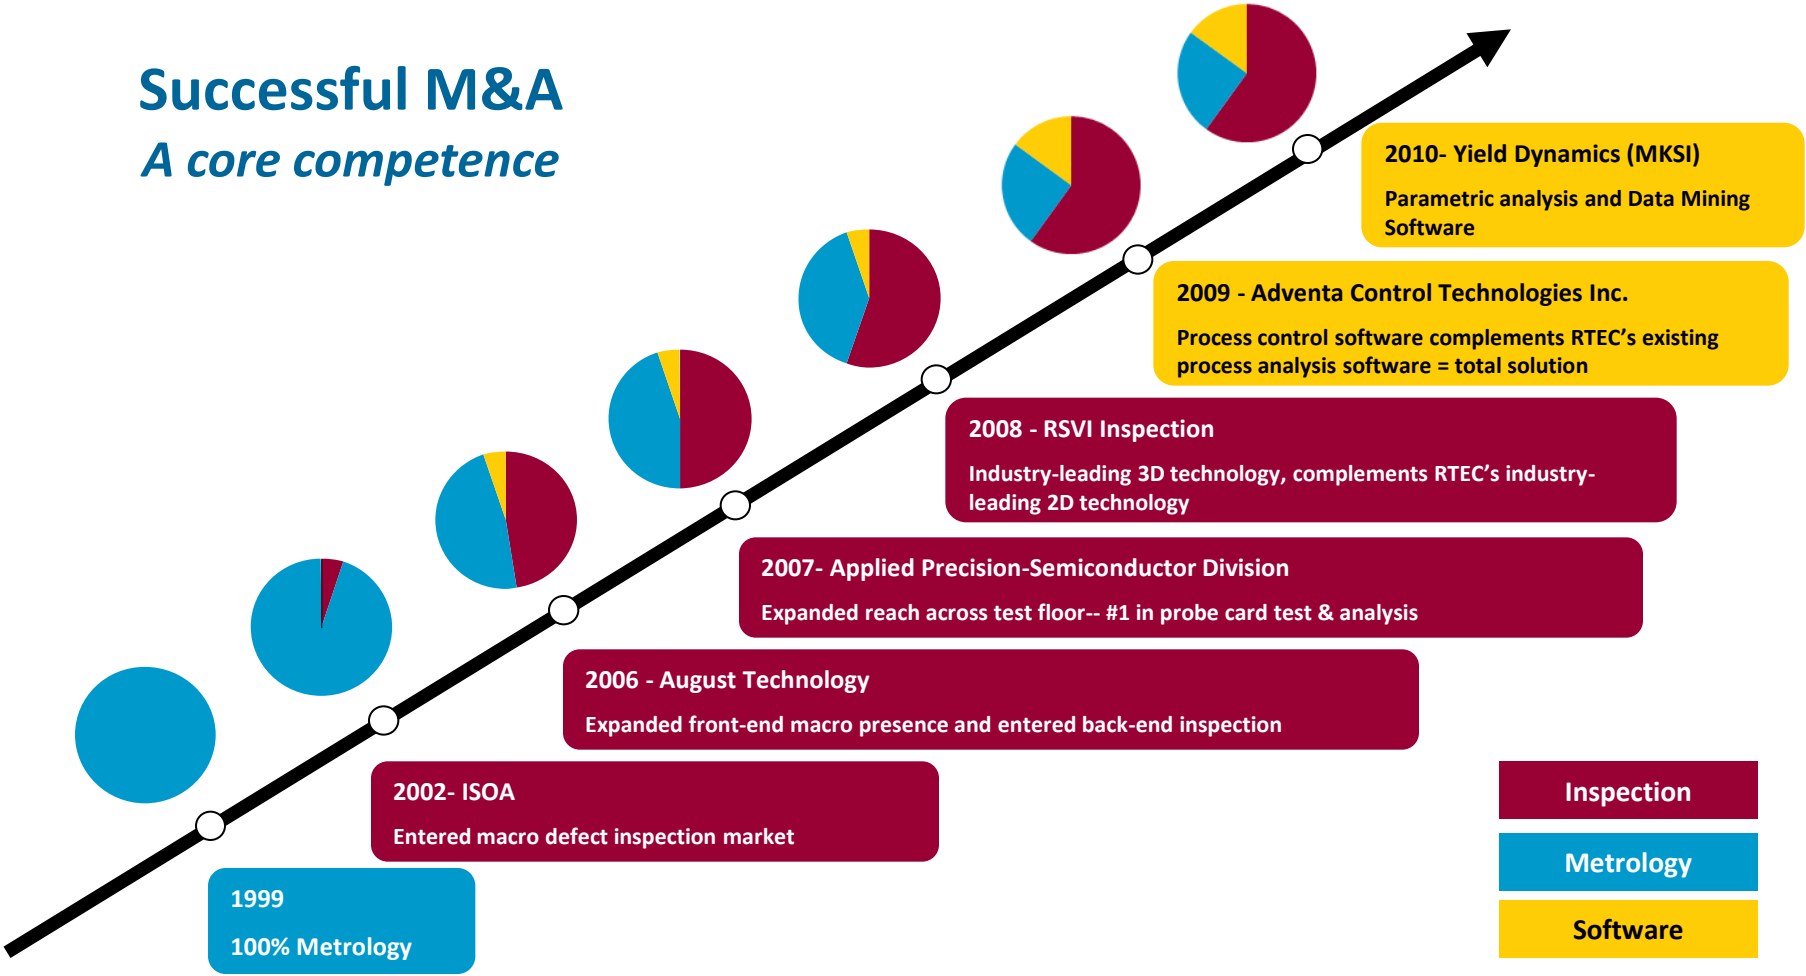 Successful M&A
A core competence
2010- Yield Dynamics (MKSI)
Parametric analysis and Data Mining
Software
2009 - Adventa Control Technologies Inc.
Process control software complements RTEC’s existing
process analysis software = total solution
2008 - RSVI Inspection
Industry-leading 3D technology, complements RTEC’s industry-
leading 2D technology
2007- Applied Precision-Semiconductor Division
Expanded reach across test floor-- #1 in probe card test & analysis
2006 - August Technology
Expanded front-end macro presence and entered back-end inspection
2002- ISOA
Entered macro defect inspection market
1999
100% Metrology
Inspection
Metrology
Software